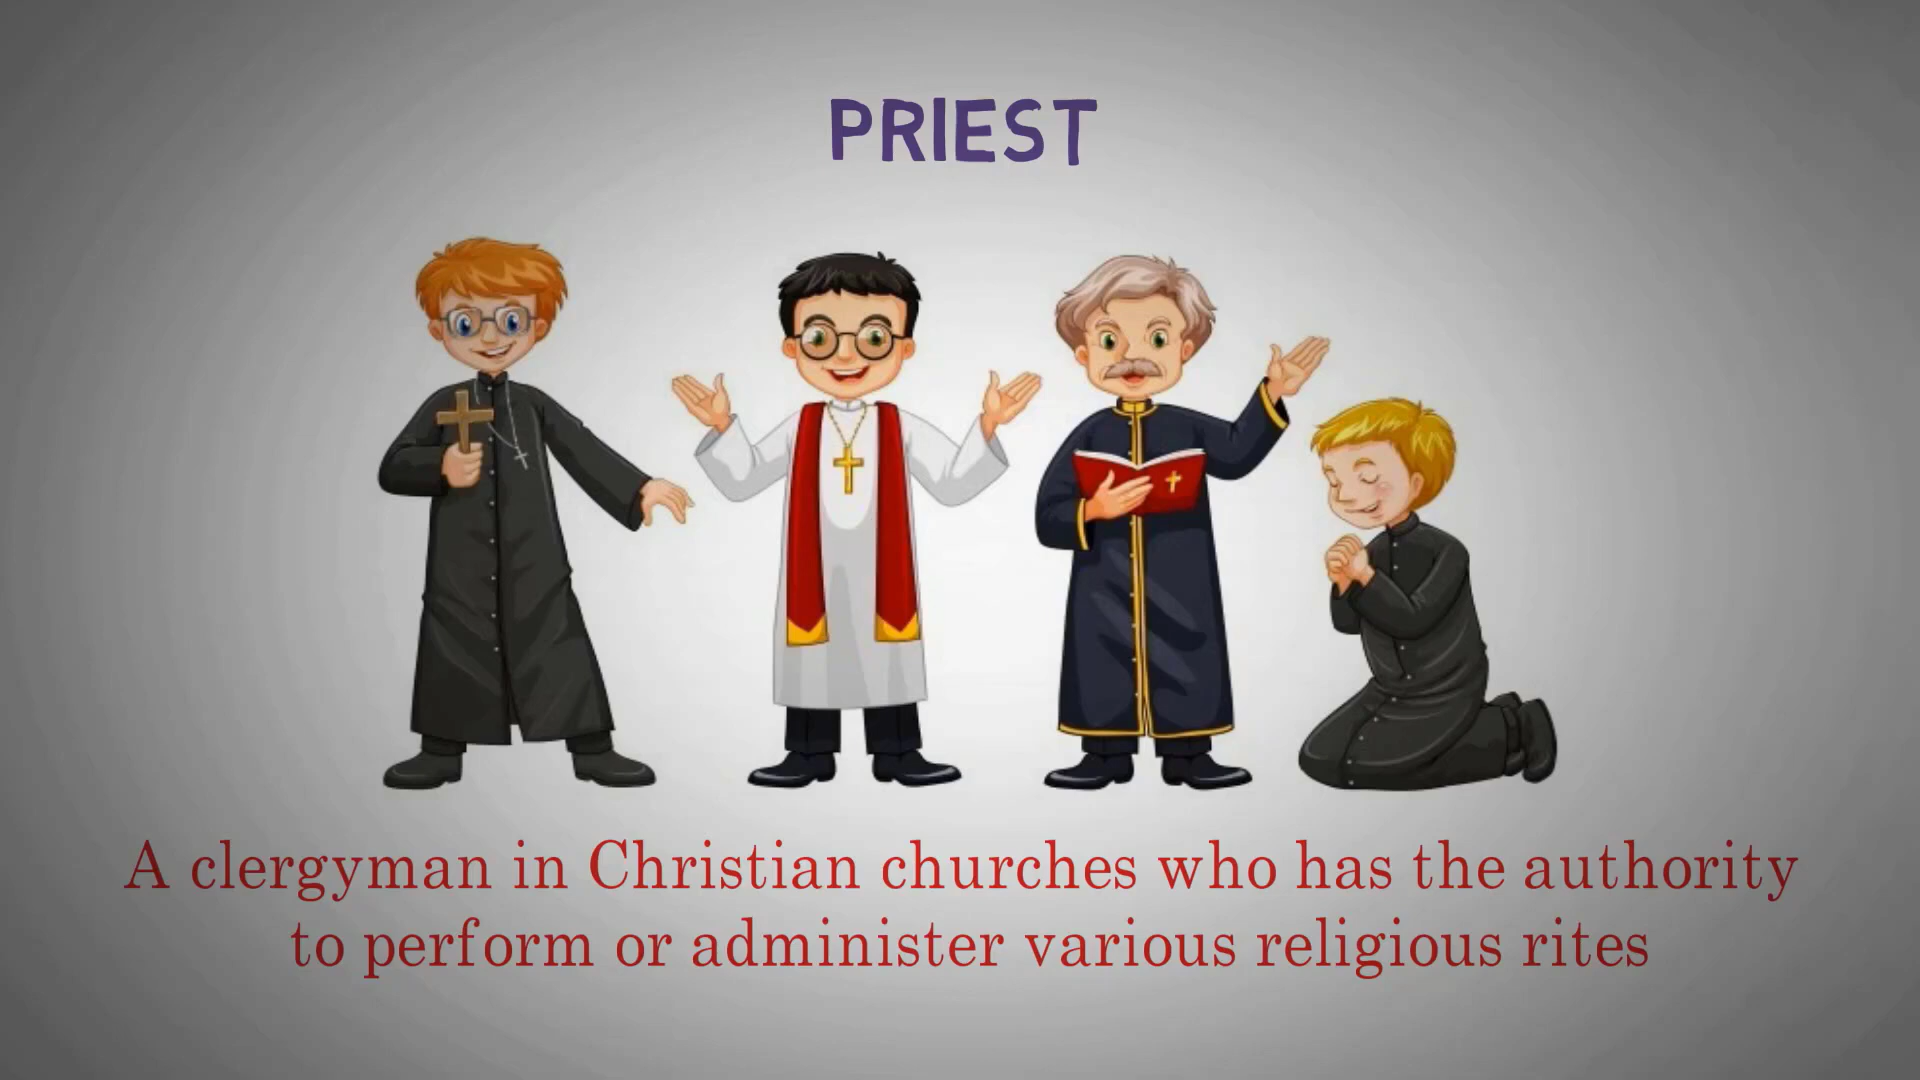 PRIEST
A clergyman in Christian churches who has the authority
to perform or administer various religious rites